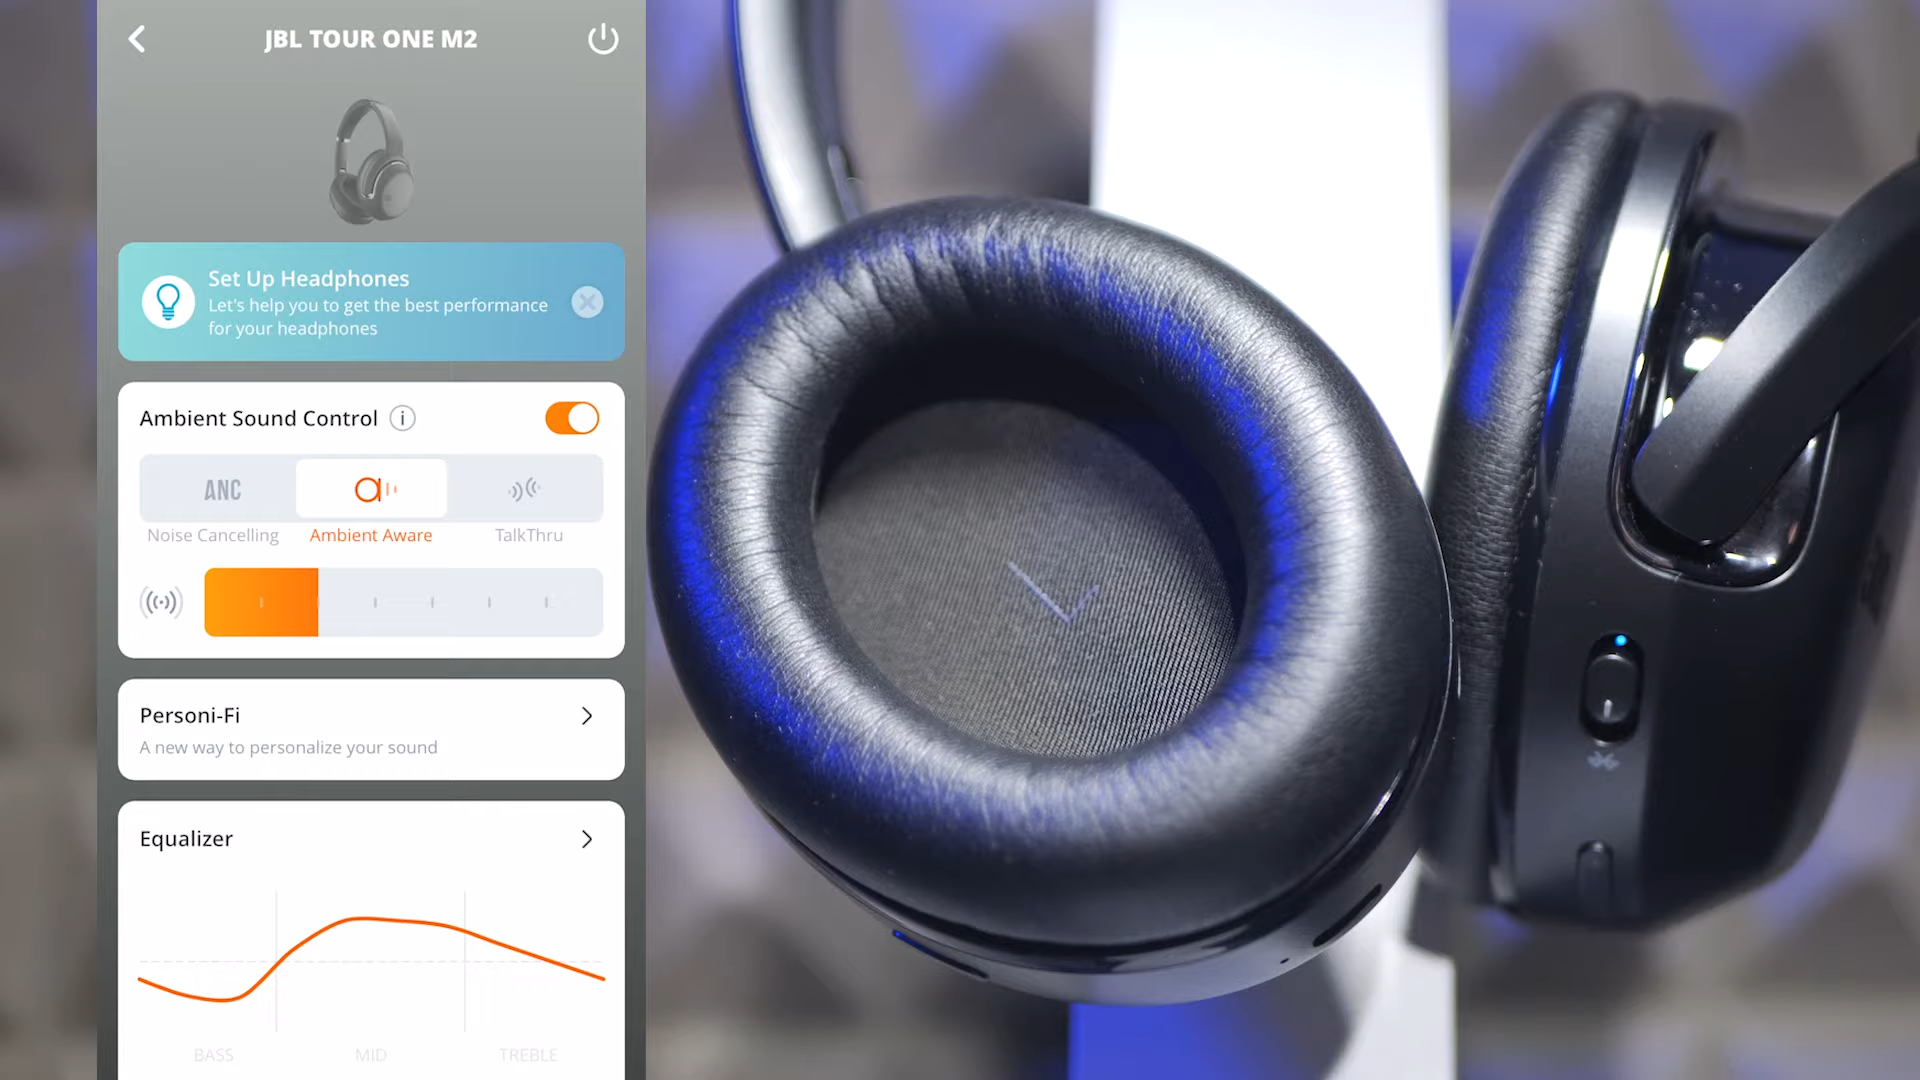 JBL TOUR ONE M2
Set Up Headphones
Let's help you to get the best performance
for your headphones
Ambient Sound Control
ANC
Noise Cancelling
Ambient Aware
TalkThru
Personi-Fi
A new way to personalize your sound
Equalizer
BASS
MID
TREBLE
L